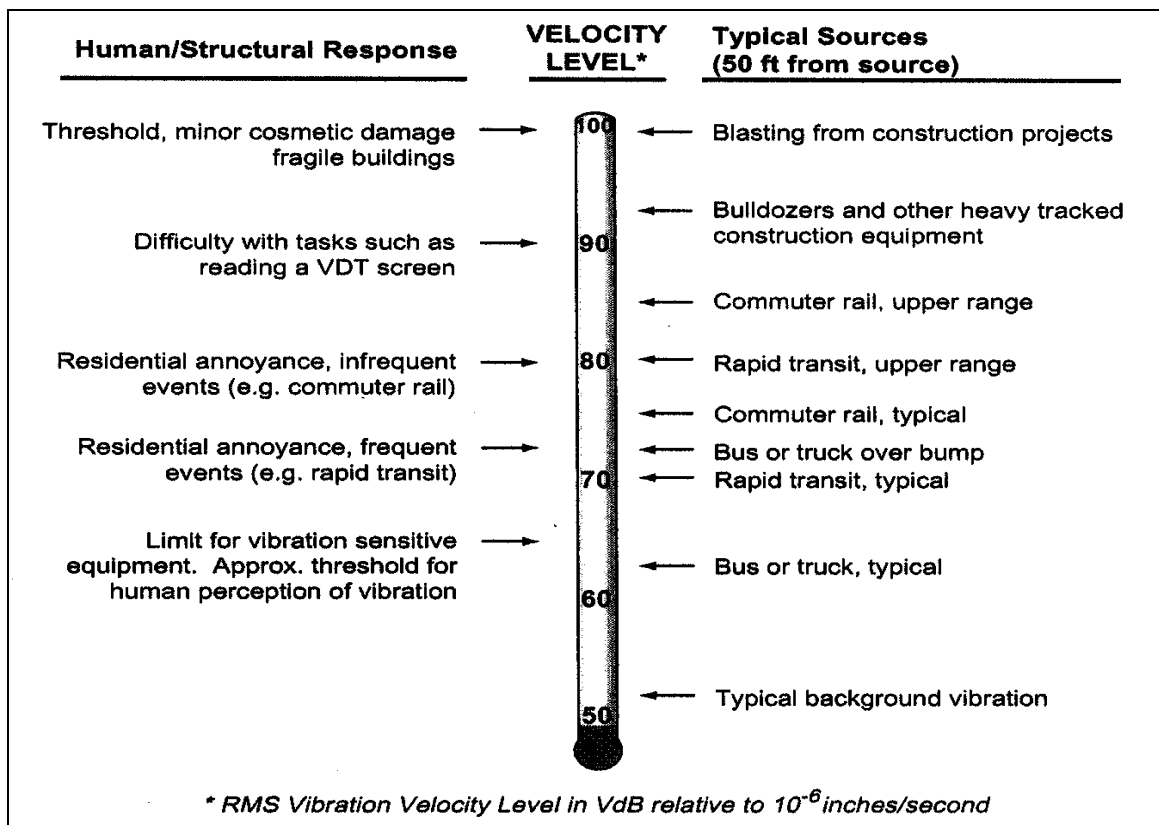 Human/Structural Response
VELOCITY
LEVEL*
Typical Sources
(50 ft from source)
Threshold, minor cosmetic damage
fragile buildings
Difficulty with tasks such as
reading a VDT screen
Residential annoyance, infrequent
events (e.g. commuter rail)
Residential annoyance, frequent
events (e.g. rapid transit)
Limit for vibration sensitive
equipment. Approx. threshold for
human perception of vibration
100
90
80
70
60
50
Blasting from construction projects
Bulldozers and other heavy tracked
construction equipment
Commuter rail, upper range
Rapid transit, upper range
Commuter rail, typical
Bus or truck over bump
Rapid transit, typical
Bus or truck, typical
Typical background vibration
* RMS Vibration Velocity Level in VdB relative to 10⁻⁶ inches/second